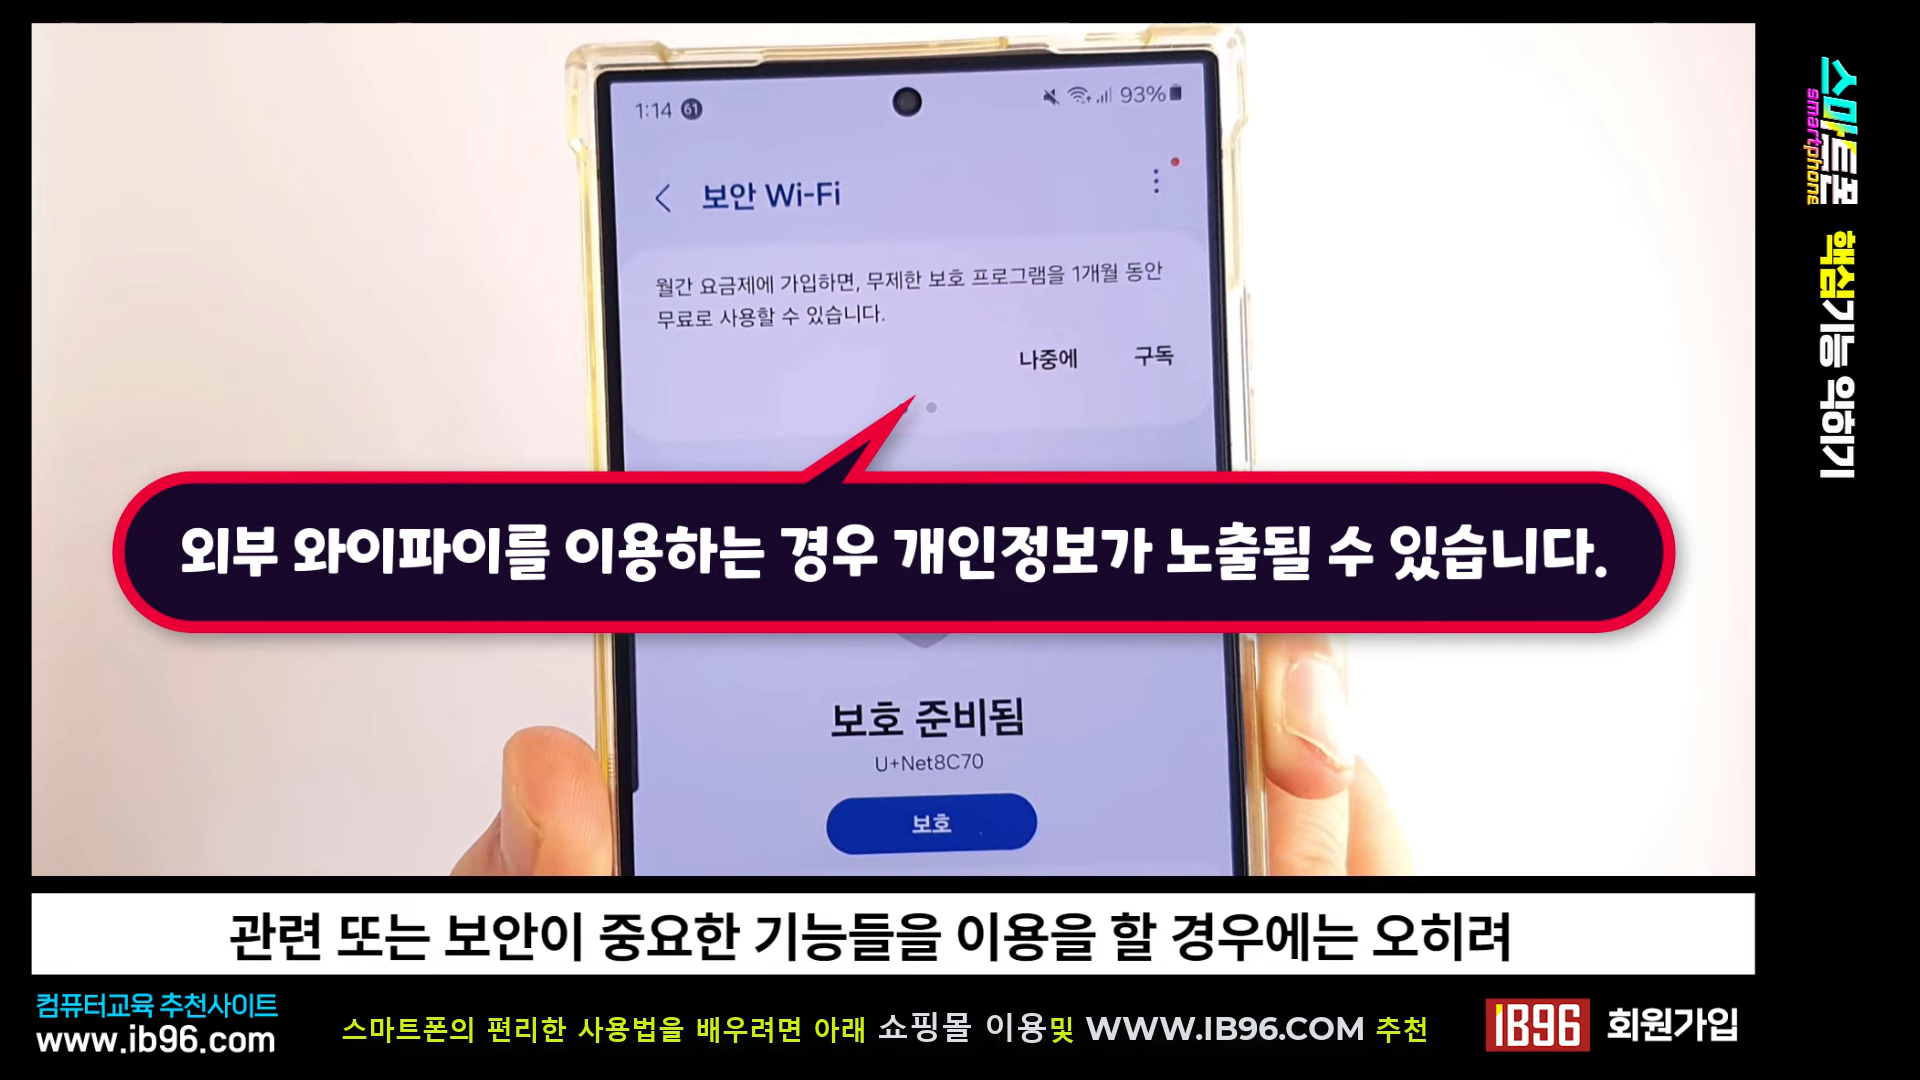 1:14 61 93%
보안 Wi-Fi
월간 요금제에 가입하면, 무제한 보호 프로그램을 1개월 동안
무료로 사용할 수 있습니다.
나중에 구독
외부 와이파이를 이용하는 경우 개인정보가 노출될 수 있습니다.
보호 준비됨
U+Net8C70
보호
관련 또는 보안이 중요한 기능들을 이용을 할 경우에는 오히려
컴퓨터교육 추천사이트
www.ib96.com
스마트폰의 편리한 사용법을 배우려면 아래 쇼핑몰 이용및 WWW.IB96.COM 추천
IB96 회원가입
스마트폰 핵심기능 익히기
smartphone